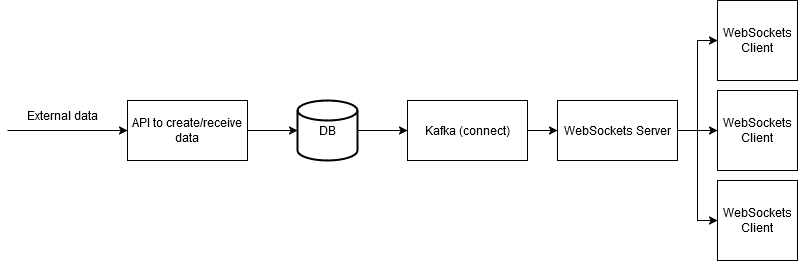 External data
API to create/receive
data
DB
Kafka (connect)
WebSockets Server
WebSockets
Client
WebSockets
Client
WebSockets
Client